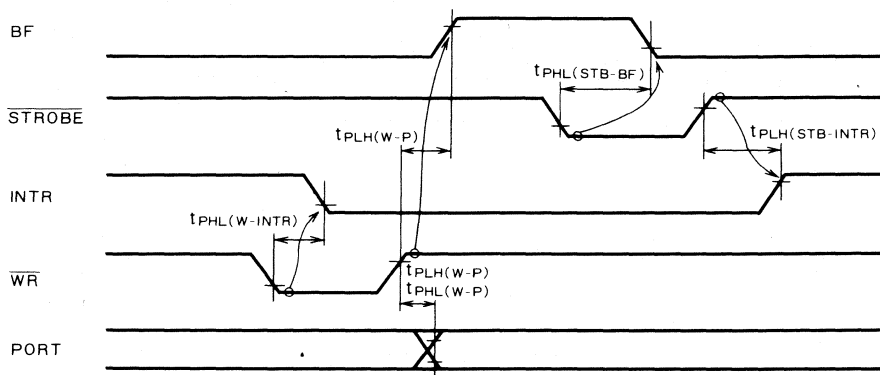 BF
tPHL(STB-BF)
STROBE
tPLH(W-P)
tPLH(STB-INTR)
INTR
tPHL(W-INTR)
WR
tPLH(W-P)
tPHL(W-P)
PORT